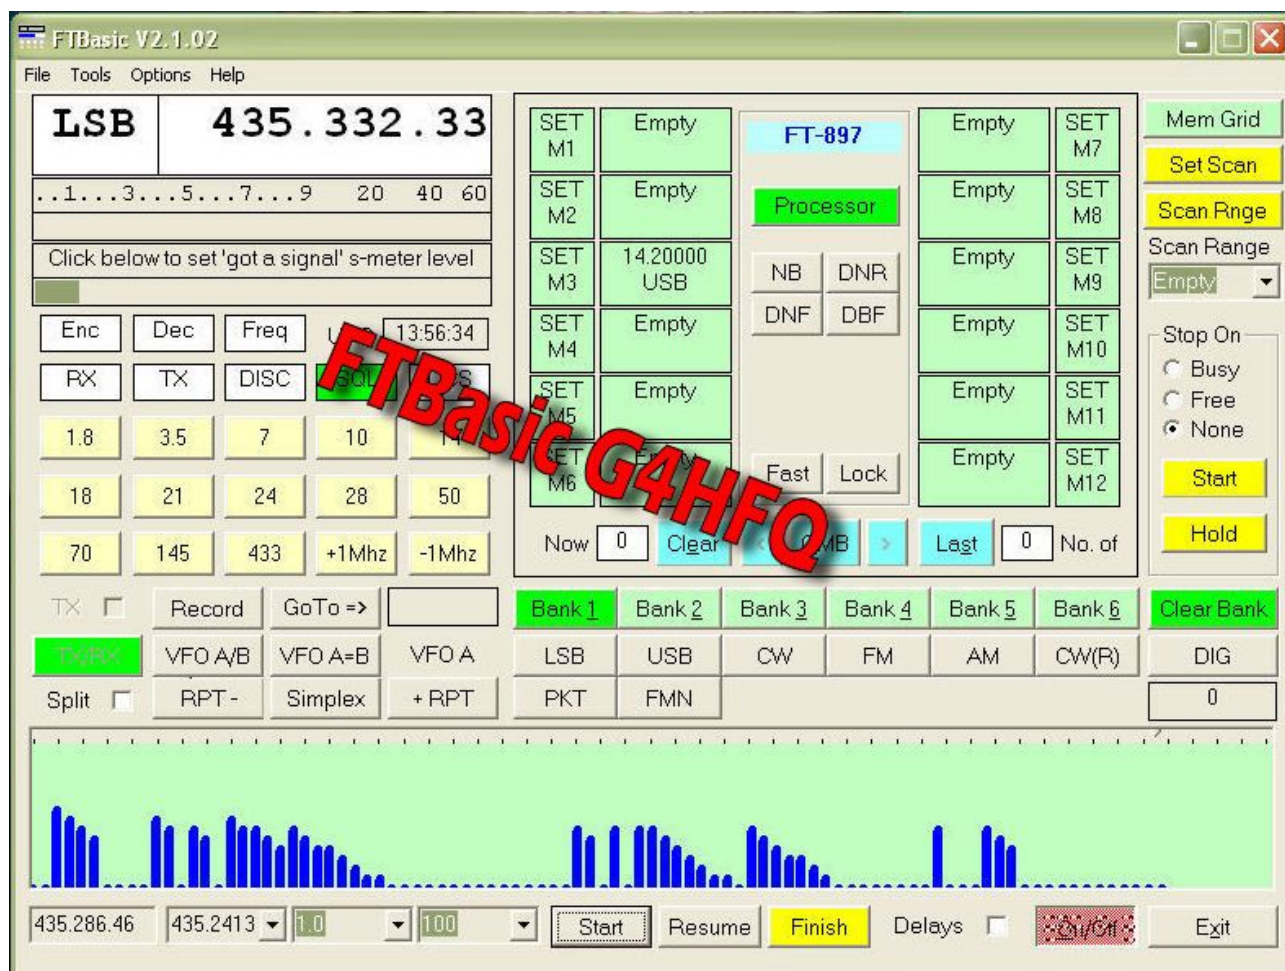 FTBasic V2.1.02
File Tools Options Help
LSB 435.332.33
..1...3...5...7...9 20 40 60
Click below to set 'got a signal' s-meter level
Enc Dec Freq 13:56:34
RX TX DISC SQL
1.8 3.5 7 10
18 21 24 28 50
70 145 433 +1Mhz -1Mhz
TX Record GoTo =>
TX/RX VFO A/B VFO A=B VFO A
Split RPT - Simplex + RPT
SET M1 Empty
SET M2 Empty
SET M3 14.20000 USB
SET M4 Empty
SET M5 Empty
SET M6
FT-897
Processor
NB DNR
DNF DBF
Fast Lock
Empty SET M7
Empty SET M8
Empty SET M9
Empty SET M10
Empty SET M11
Empty SET M12
Now 0 Clear QMB > Last 0 No. of
Bank 1 Bank 2 Bank 3 Bank 4 Bank 5 Bank 6 Clear Bank
LSB USB CW FM AM CW(R) DIG
PKT FMN 0
Mem Grid
Set Scan
Scan Rnge
Scan Range
Empty
Stop On
Busy
Free
None
Start
Hold
FTBasic G4HFQ
435.286.46 435.2413 1.0 100 Start Resume Finish Delays On/Off Exit